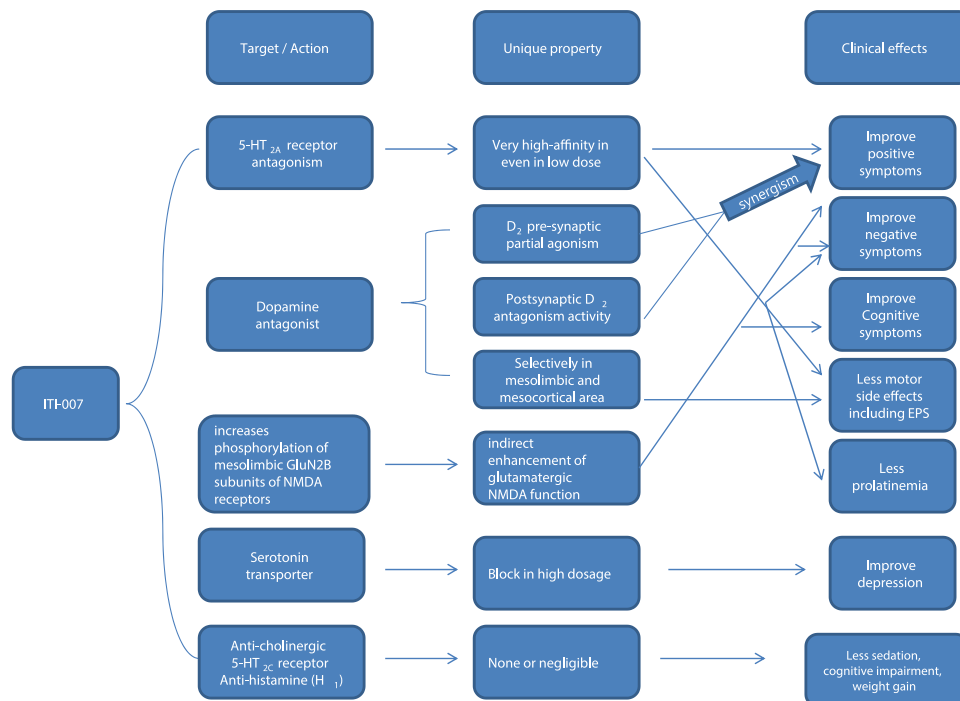 Target / Action
Unique property
Clinical effects
5-HT 2A receptor
antagonism
Very high-affinity in
even in low dose
Improve
positive
symptoms
synergism
D2 pre-synaptic
partial agonism
Improve
negative
symptoms
Dopamine
antagonist
Postsynaptic D 2
antagonism activity
Improve
Cognitive
symptoms
Selectively in
mesolimbic and
mesocortical area
Less motor
side effects
including EPS
ITI-007
increases
phosphorylation of
mesolimbic GluN2B
subunits of NMDA
receptors
indirect
enhancement of
glutamatergic
NMDA function
Less
prolatinemia
Serotonin
transporter
Block in high dosage
Improve
depression
Anti-cholinergic
5-HT 2C receptor
Anti-histamine (H 1)
None or negligible
Less sedation,
cognitive impairment,
weight gain